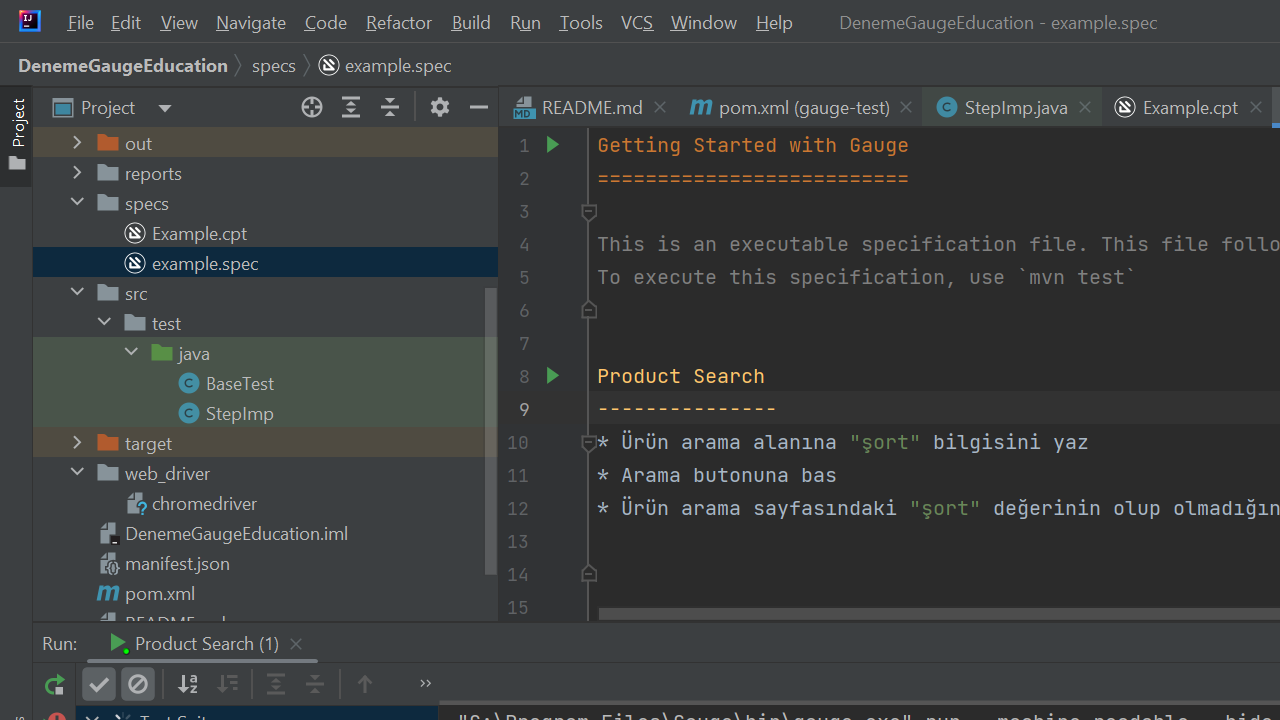 File Edit View Navigate Code Refactor Build Run Tools VCS Window Help DenemeGaugeEducation - example.spec
DenemeGaugeEducation specs example.spec
Project
Project
README.md pom.xml (gauge-test) StepImp.java Example.cpt
out
reports
specs
Example.cpt
example.spec
src
test
java
BaseTest
StepImp
target
web_driver
chromedriver
DenemeGaugeEducation.iml
manifest.json
pom.xml
1 Getting Started with Gauge
2 ==========================
3
4 This is an executable specification file. This file follo
5 To execute this specification, use `mvn test`
6
7
8 Product Search
9 ---------------
10 * Ürün arama alanına "şort" bilgisini yaz
11 * Arama butonuna bas
12 * Ürün arama sayfasındaki "şort" değerinin olup olmadığın
13
14
15
Run: Product Search (1)